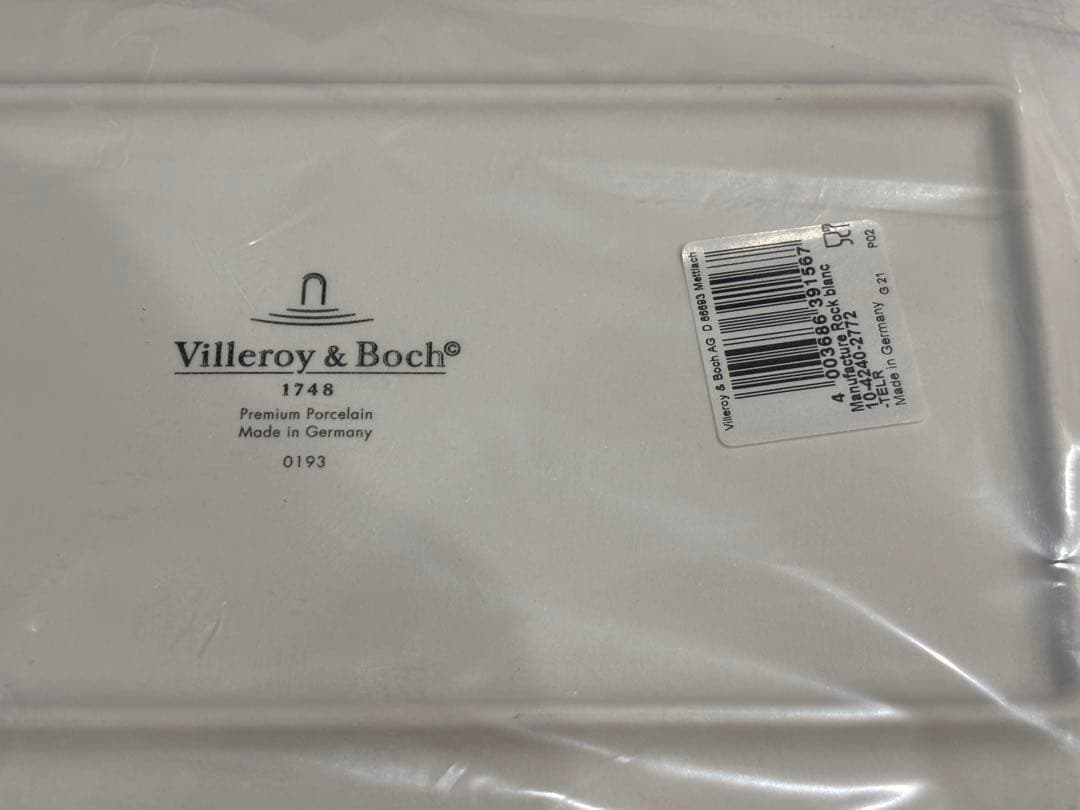 Villeroy & Boch©
1748
Premium Porcelain
Made in Germany
0193
Villeroy & Boch AG D 66693 Mettlach
4 003686 391567
Manufacture Rock blanc
10-4240-2772
-TELR
Made in Germany G 21 P02